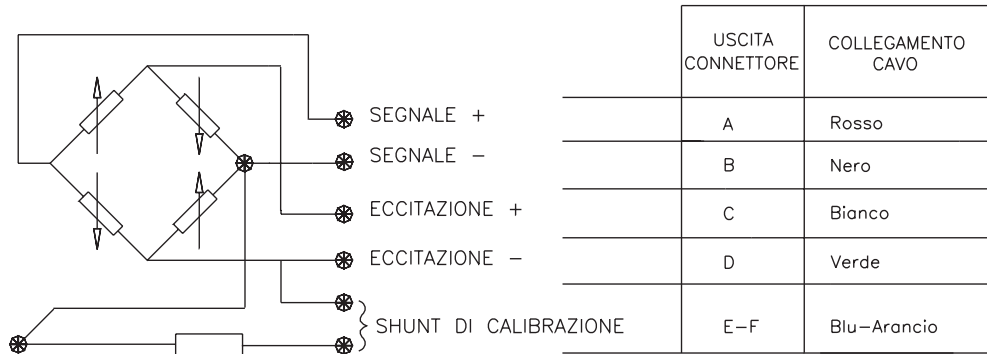 USCITA CONNETTORE
COLLEGAMENTO CAVO
SEGNALE + A Rosso
SEGNALE - B Nero
ECCITAZIONE + C Bianco
ECCITAZIONE - D Verde
SHUNT DI CALIBRAZIONE E-F Blu-Arancio